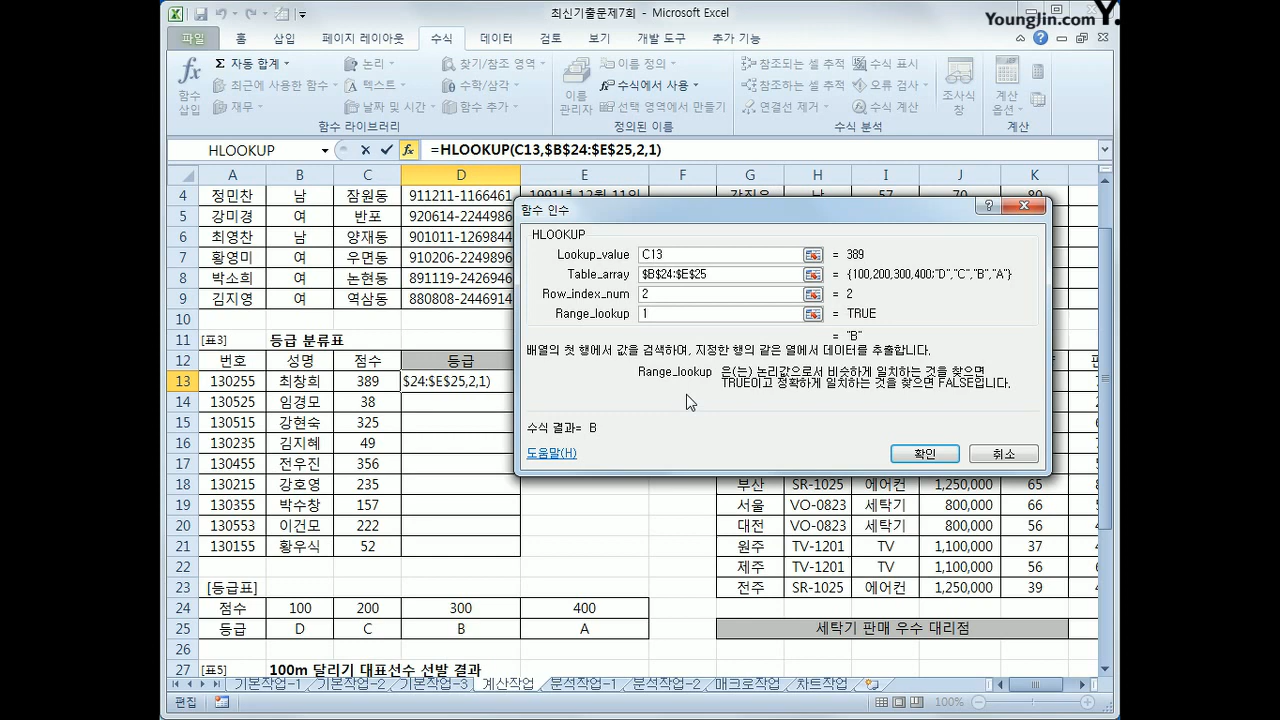 최신기출문제7회 - Microsoft Excel
YoungJin.com Y.
파일 홈 삽입 페이지 레이아웃 수식 데이터 검토 보기 개발 도구 추가 기능
fx 함수 삽입
Σ 자동 합계
최근에 사용한 함수
재무
논리
텍스트
날짜 및 시간
찾기/참조 영역
수학/삼각
함수 추가
함수 라이브러리
이름 관리자
이름 정의
수식에서 사용
선택 영역에서 만들기
정의된 이름
참조되는 셀 추적
참조하는 셀 추적
연결선 제거
수식 표시
오류 검사
수식 계산
수식 분석
조사식 창
계산 옵션
계산
HLOOKUP fx =HLOOKUP(C13,$B$24:$E$25,2,1)
A B C D E F G H I J K
4 정민찬 남 잠원동 911211-1166461
5 강미경 여 반포 920614-2244986
6 최영찬 남 양재동 901011-1269844
7 황영미 여 우면동 910206-2249896
8 박소희 여 논현동 891119-2426946
9 김지영 여 역삼동 880808-2446914
10
11 [표3] 등급 분류표
12 번호 성명 점수 등급
13 130255 최창희 389 $24:$E$25,2,1)
14 130525 임경모 38
15 130515 강현숙 325
16 130235 김지혜 49
17 130455 전우진 356
18 130215 강호영 235 부산 SR-1025 에어컨 1,250,000 65
19 130355 박수창 157 서울 VO-0823 세탁기 800,000 66
20 130553 이건모 222 대전 VO-0823 세탁기 800,000 56
21 130155 황우식 52 원주 TV-1201 TV 1,100,000 37
22 제주 TV-1201 TV 1,100,000 56
23 [등급표] 전주 SR-1025 에어컨 1,250,000 39
24 점수 100 200 300 400
25 등급 D C B A 세탁기 판매 우수 대리점
26
27 [표5] 100m 달리기 대표선수 선발 결과
함수 인수
HLOOKUP
Lookup_value C13 = 389
Table_array $B$24:$E$25 = {100,200,300,400;"D","C","B","A"}
Row_index_num 2 = 2
Range_lookup 1 = TRUE
= "B"
배열의 첫 행에서 값을 검색하며, 지정한 행의 같은 열에서 데이터를 추출합니다.
Range_lookup 은(는) 논리값으로서 비슷하게 일치하는 것을 찾으면
TRUE이고 정확하게 일치하는 것을 찾으면 FALSE입니다.
수식 결과= B
도움말(H) 확인 취소
기본작업-1 기본작업-2 기본작업-3 계산작업 분석작업-1 분석작업-2 매크로작업 차트작업
편집 100%